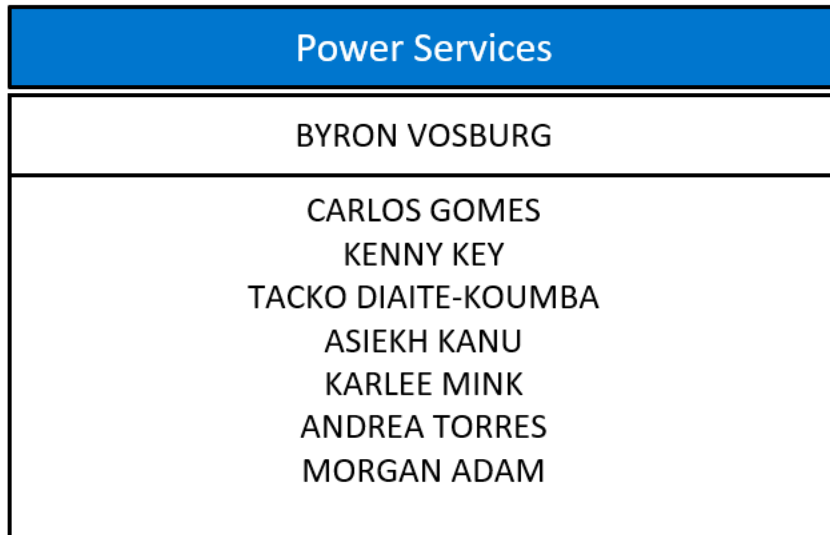 Power Services
BYRON VOSBURG
CARLOS GOMES
KENNY KEY
TACKO DIAITE-KOUMBA
ASIEKH KANU
KARLEE MINK
ANDREA TORRES
MORGAN ADAM